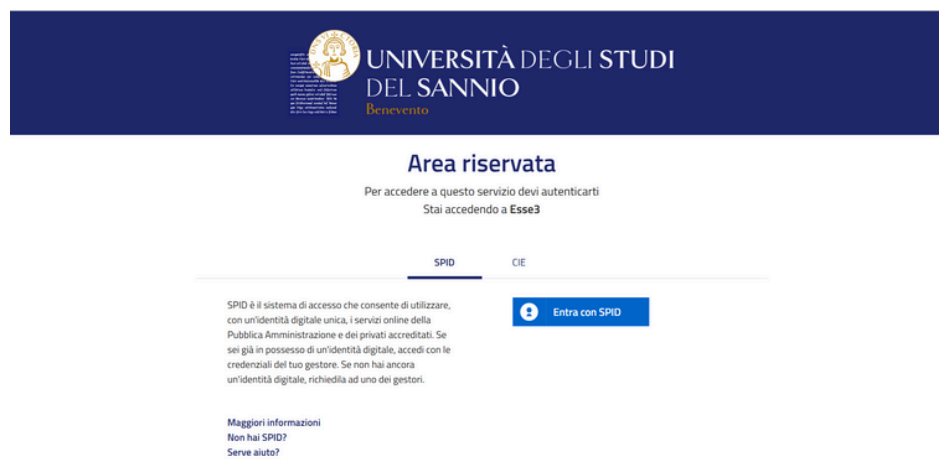 UNIVERSITÀ DEGLI STUDI
DEL SANNIO
Benevento
Area riservata
Per accedere a questo servizio devi autenticarti
Stai accedendo a Esse3
SPID CIE
SPID è il sistema di accesso che consente di utilizzare,
con un'identità digitale unica, i servizi online della
Pubblica Amministrazione e dei privati accreditati. Se
sei già in possesso di un'identità digitale, accedi con le
credenziali del tuo gestore. Se non hai ancora
un'identità digitale, richiedila ad uno dei gestori.
Entra con SPID
Maggiori informazioni
Non hai SPID?
Serve aiuto?